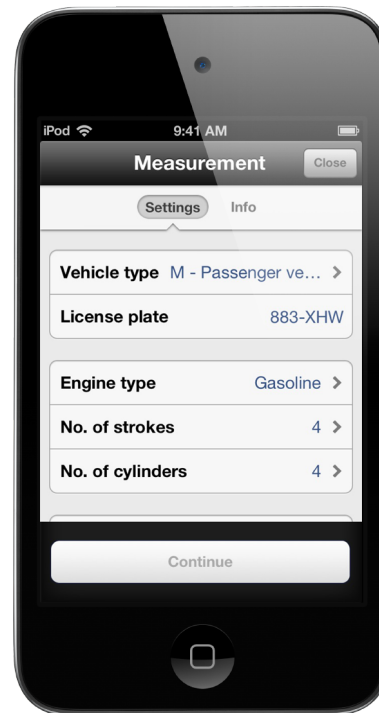 iPod 9:41 AM
Measurement Close
Settings Info
Vehicle type M - Passenger ve...
License plate 883-XHW
Engine type Gasoline
No. of strokes 4
No. of cylinders 4
Continue